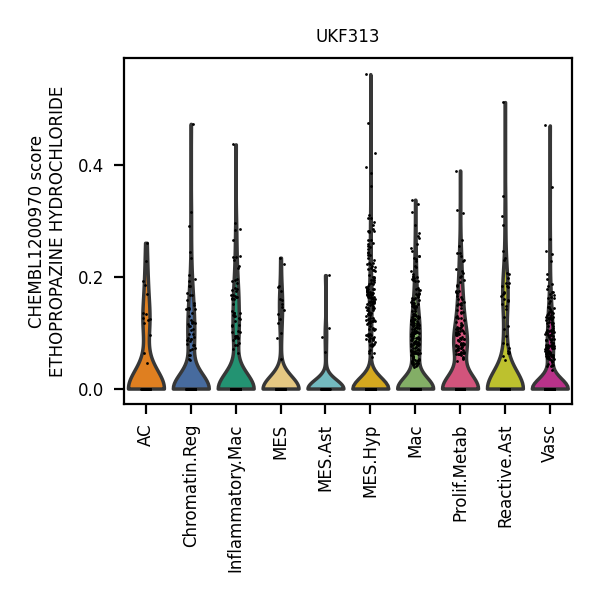 UKF313
CHEMBL1200970 score
ETHOPROPAZINE HYDROCHLORIDE
0.4
0.2
0.0
AC
Chromatin.Reg
Inflammatory.Mac
MES
MES.Ast
MES.Hyp
Mac
Prolif.Metab
Reactive.Ast
Vasc